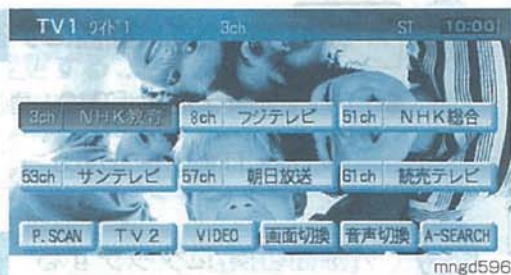 TV1 ワイド1 3ch ST 10:00
3ch NHK教育 8ch フジテレビ 51ch NHK総合
53ch サンテレビ 57ch 朝日放送 61ch 読売テレビ
P.SCAN TV2 VIDEO 画面切換 音声切換 A-SEARCH
mngd596